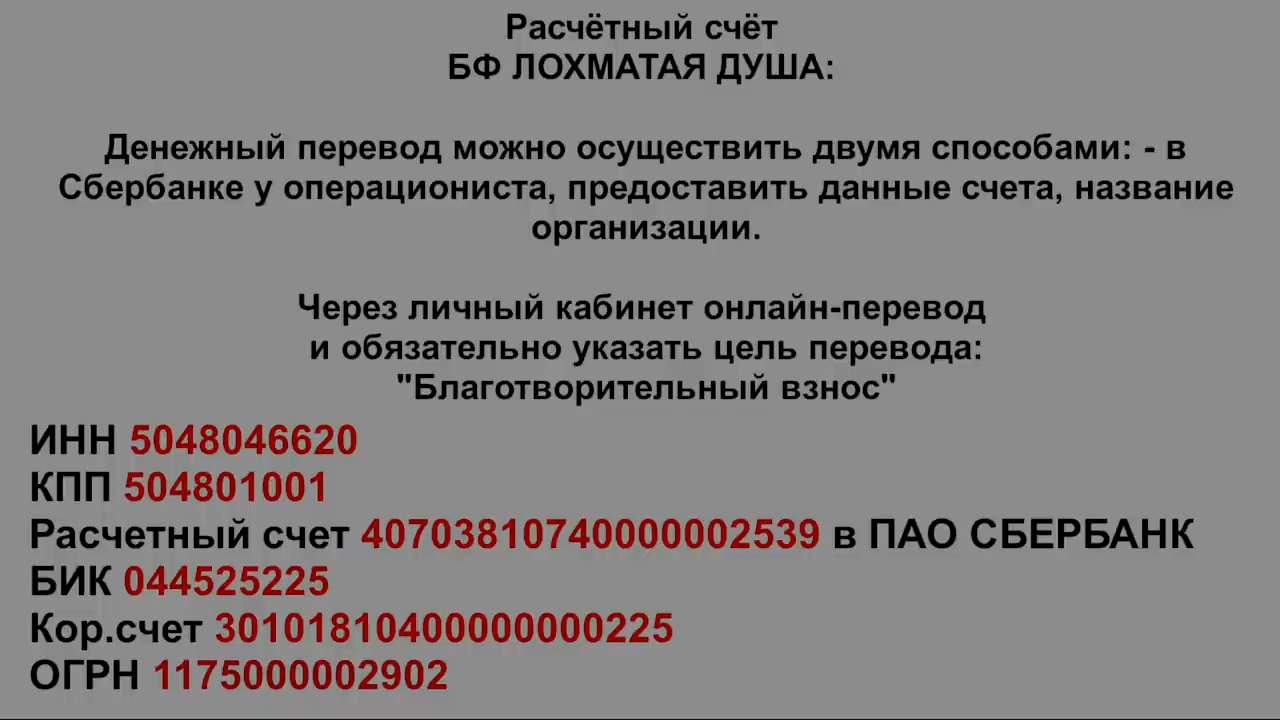 Расчётный счёт
БФ ЛОХМАТАЯ ДУША:
Денежный перевод можно осуществить двумя способами: - в
Сбербанке у операциониста, предоставить данные счета, название
организации.
Через личный кабинет онлайн-перевод
и обязательно указать цель перевода:
"Благотворительный взнос"
ИНН 5048046620
КПП 504801001
Расчетный счет 40703810740000002539 в ПАО СБЕРБАНК
БИК 044525225
Кор.счет 30101810400000000225
ОГРН 1175000002902